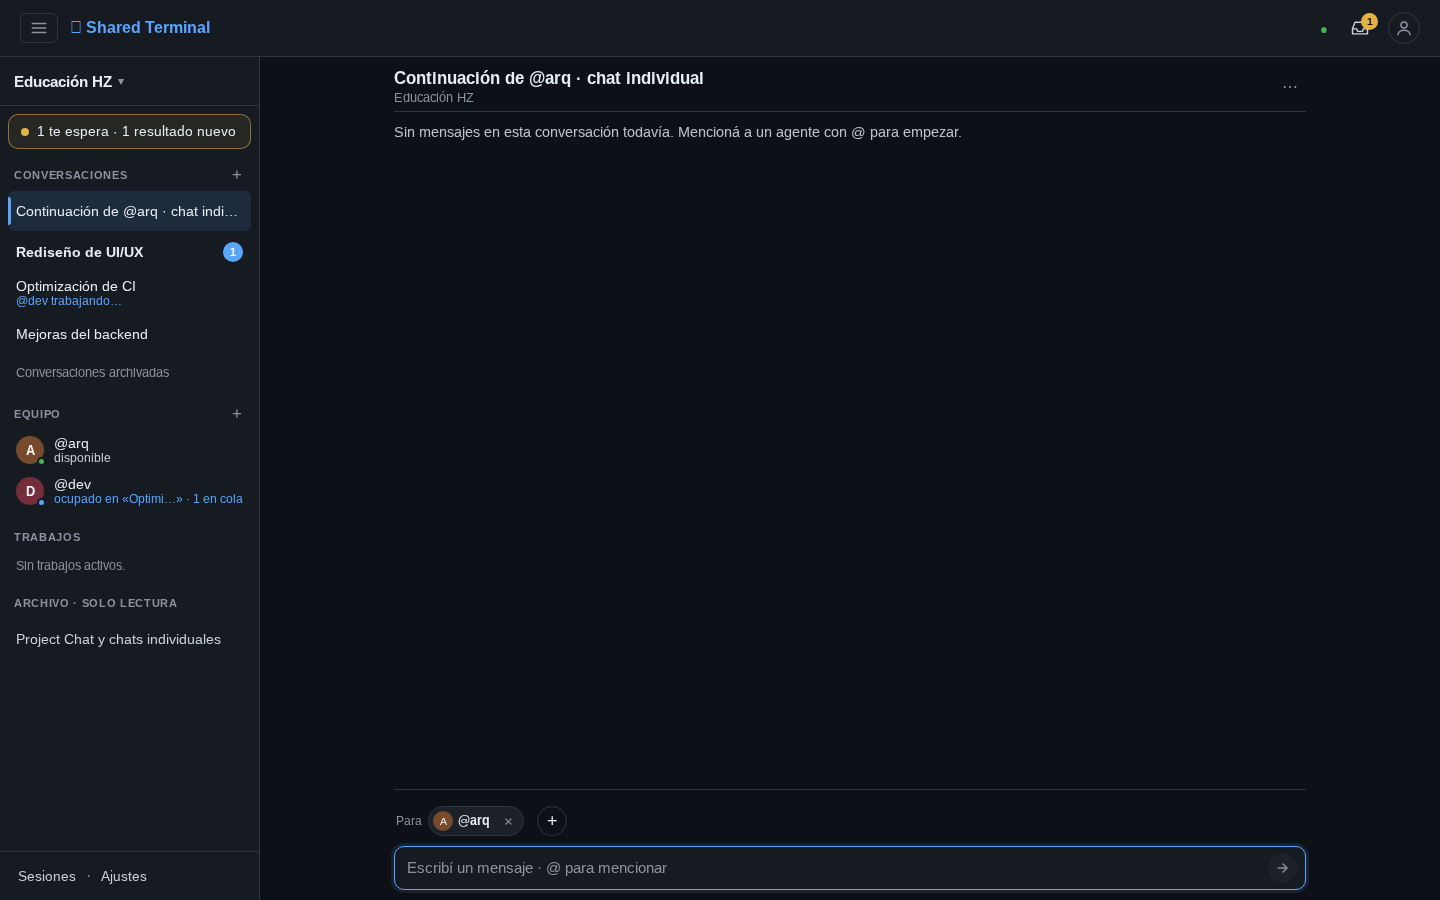 Shared Terminal
1
Educación HZ ▾
1 te espera · 1 resultado nuevo
CONVERSACIONES +
Continuación de @arq · chat indi…
Rediseño de UI/UX 1
Optimización de CI
@dev trabajando…
Mejoras del backend
Conversaciones archivadas
EQUIPO +
A @arq
disponible
D @dev
ocupado en «Optimi…» · 1 en cola
TRABAJOS
Sin trabajos activos.
ARCHIVO · SOLO LECTURA
Project Chat y chats individuales
Sesiones · Ajustes
Continuación de @arq · chat individual
Educación HZ
…
Sin mensajes en esta conversación todavía. Mencioná a un agente con @ para empezar.
Para A @arq × +
Escribí un mensaje · @ para mencionar